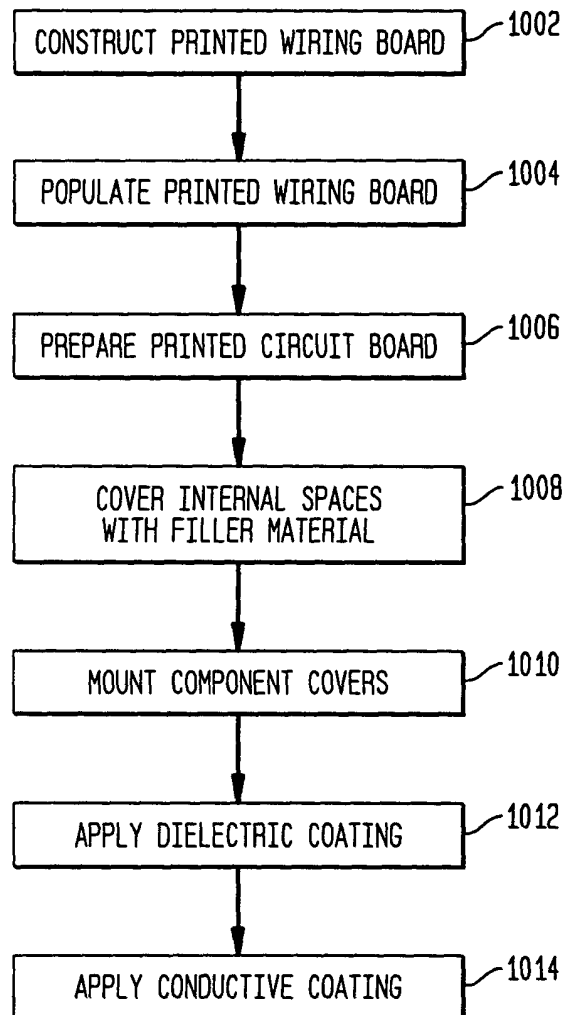 CONSTRUCT PRINTED WIRING BOARD 1002
POPULATE PRINTED WIRING BOARD 1004
PREPARE PRINTED CIRCUIT BOARD 1006
COVER INTERNAL SPACES 1008
WITH FILLER MATERIAL
MOUNT COMPONENT COVERS 1010
APPLY DIELECTRIC COATING 1012
APPLY CONDUCTIVE COATING 1014